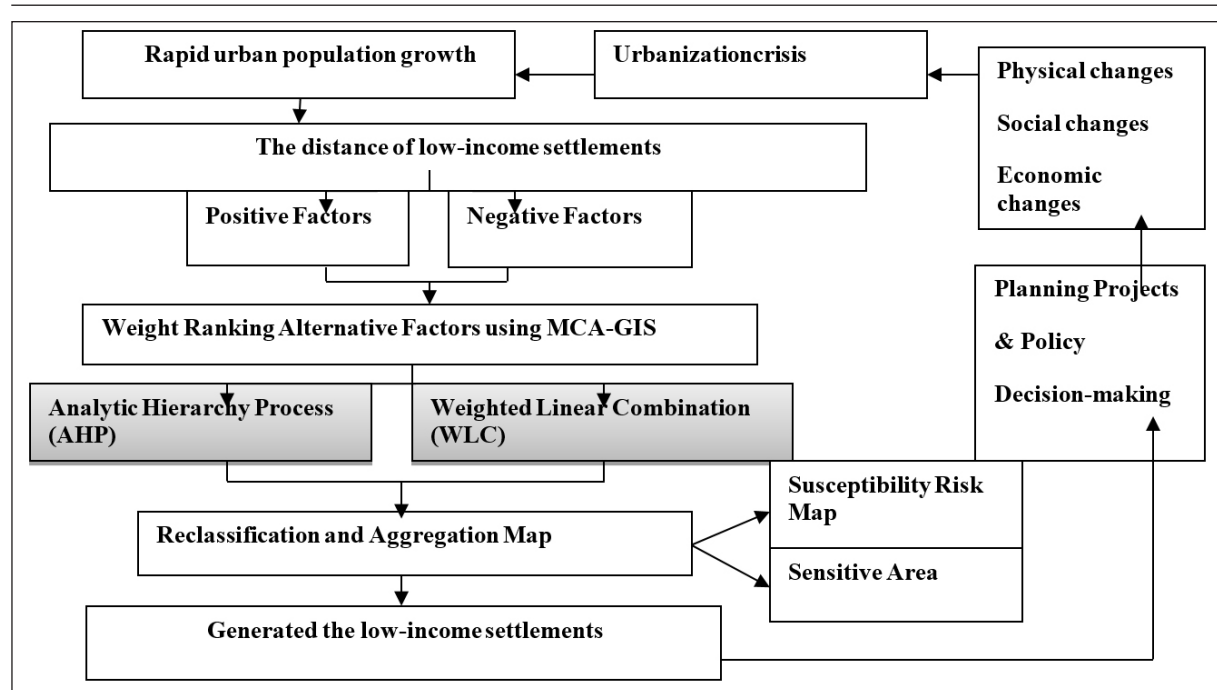 Rapid urban population growth
Urbanizationcrisis
Physical changes
Social changes
Economic
changes
The distance of low-income settlements
Positive Factors
Negative Factors
Planning Projects
& Policy
Decision-making
Weight Ranking Alternative Factors using MCA-GIS
Analytic Hierarchy Process
(AHP)
Weighted Linear Combination
(WLC)
Susceptibility Risk
Map
Reclassification and Aggregation Map
Sensitive Area
Generated the low-income settlements